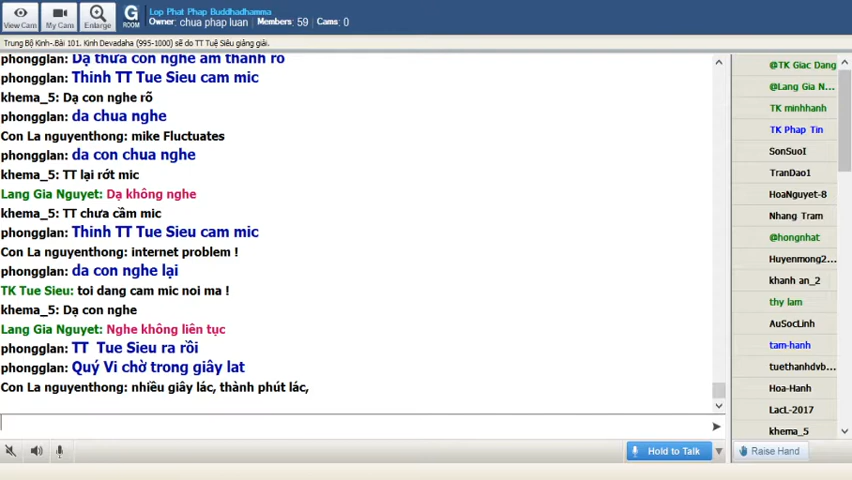 Lop Phat Phap Buddhadhamma
Owner: chua phap luan Members: 59 Cams: 0
View Cam My Cams Enlarge G ROOM
Trung Bộ Kinh-.Bài 101. Kinh Devadaha (995-1000) sẽ do TT Tuệ Siêu giảng giải.
phongglan: Dạ thưa con nghe âm thanh rõ
phongglan: Thinh TT Tue Sieu cam mic
khema_5: Dạ con nghe rõ
phongglan: da chua nghe
Con La nguyenthong: mike Fluctuates
phongglan: da con chua nghe
khema_5: TT lại rớt mic
Lang Gia Nguyet: Dạ không nghe
khema_5: TT chưa cầm mic
phongglan: Thinh TT Tue Sieu cam mic
Con La nguyenthong: internet problem !
phongglan: da con nghe lại
TK Tue Sieu: toi dang cam mic noi ma !
khema_5: Dạ con nghe
Lang Gia Nguyet: Nghe không liên tục
phongglan: TT Tue Sieu ra rồi
phongglan: Quý Vi chờ trong giây lat
Con La nguyenthong: nhiều giây lác, thành phút lác,
Hold to Talk
@TK Giac Dang
@Lang Gia N...
TK minhhanh
TK Phap Tin
SonSuoI
TranDao1
HoaNguyet-8
Nhang Tram
@hongnhat
Huyenmong2...
khanh an_2
thy lam
AuSocLinh
tam-hanh
tuethanhdvb...
Hoa-Hanh
LacL-2017
khema_5
Raise Hand